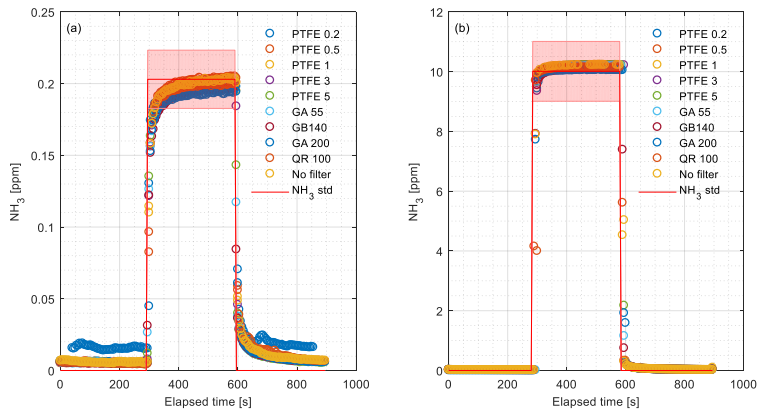 (a)
0.25
0.2
0.15
0.1
0.05
0
NH3 [ppm]
0
200
400
600
800
1000
Elapsed time [s]
PTFE 0.2
PTFE 0.5
PTFE 1
PTFE 3
PTFE 5
GA 55
GB140
GA 200
QR 100
No filter
NH3 std
(b)
12
10
8
6
4
2
0
NH3 [ppm]
0
200
400
600
800
1000
Elapsed time [s]
PTFE 0.2
PTFE 0.5
PTFE 1
PTFE 3
PTFE 5
GA 55
GB140
GA 200
QR 100
No filter
NH3 std